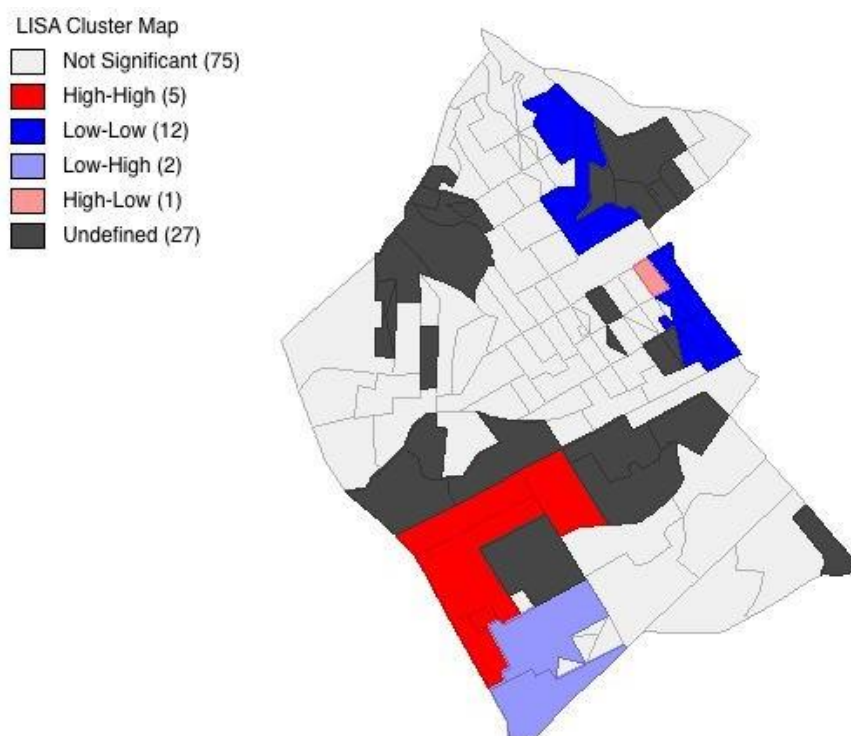 LISA Cluster Map
Not Significant (75)
High-High (5)
Low-Low (12)
Low-High (2)
High-Low (1)
Undefined (27)